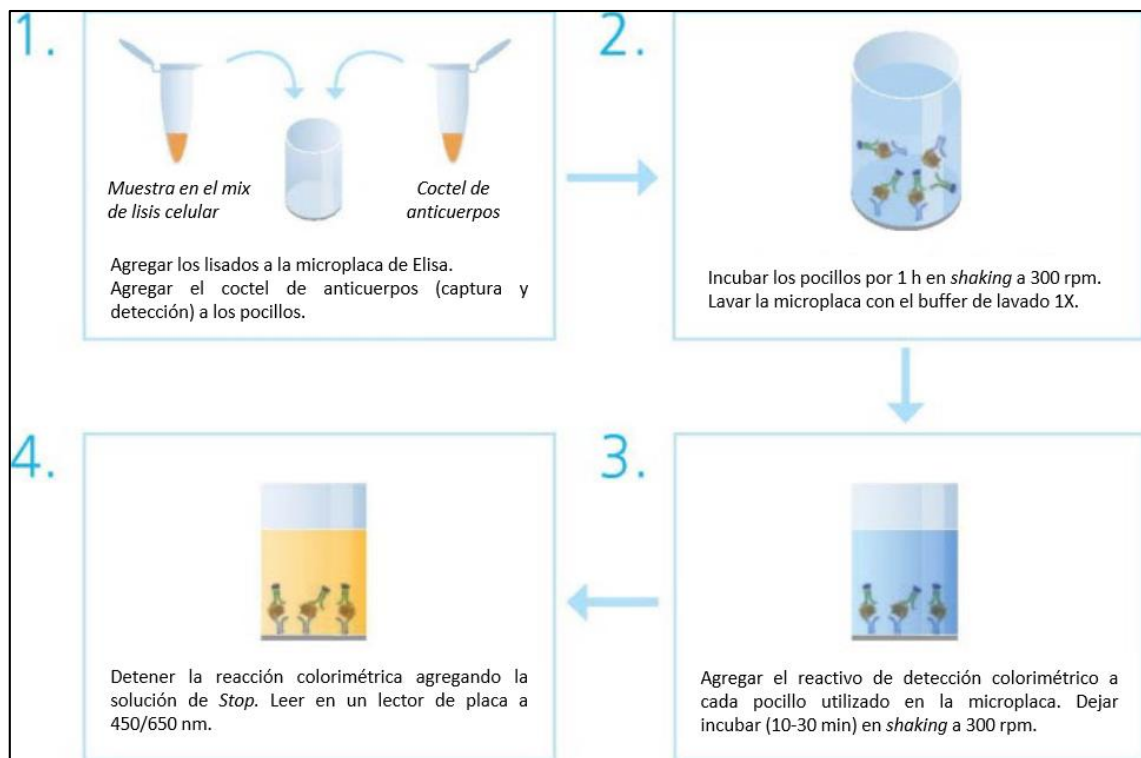 1.
Muestra en el mix
de lisis celular
Coctel de
anticuerpos
Agregar los lisados a la microplaca de Elisa.
Agregar el coctel de anticuerpos (captura y
detección) a los pocillos.
2.
Incubar los pocillos por 1 h en shaking a 300 rpm.
Lavar la microplaca con el buffer de lavado 1X.
3.
Agregar el reactivo de detección colorimétrico a
cada pocillo utilizado en la microplaca. Dejar
incubar (10-30 min) en shaking a 300 rpm.
4.
Detener la reacción colorimétrica agregando la
solución de Stop. Leer en un lector de placa a
450/650 nm.